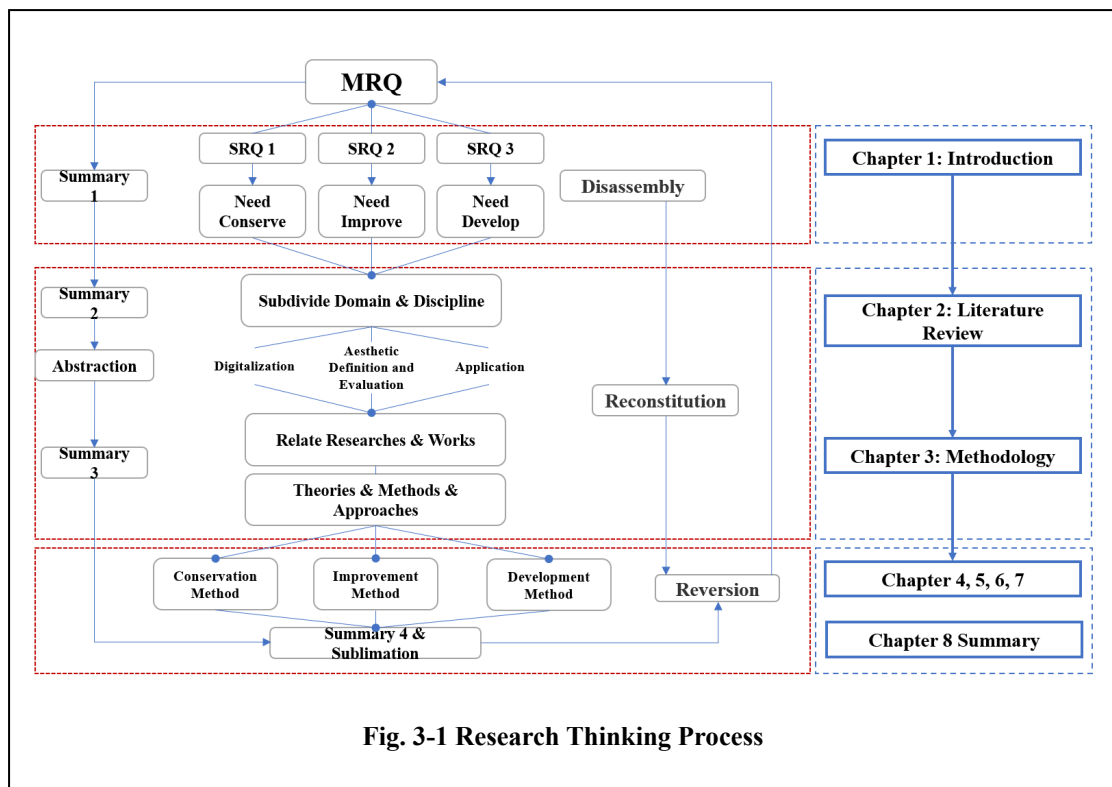 MRQ
SRQ 1
SRQ 2
SRQ 3
Chapter 1: Introduction
Summary
1
Disassembly
Need
Conserve
Need
Improve
Need
Develop
Summary
2
Subdivide Domain & Discipline
Chapter 2: Literature
Review
Abstraction
Digitalization
Aesthetic
Definition and
Evaluation
Application
Reconstitution
Summary
3
Relate Researches & Works
Chapter 3: Methodology
Theories & Methods &
Approaches
Conservation
Method
Improvement
Method
Development
Method
Reversion
Chapter 4, 5, 6, 7
Summary 4 &
Sublimation
Chapter 8 Summary
Fig. 3-1 Research Thinking Process